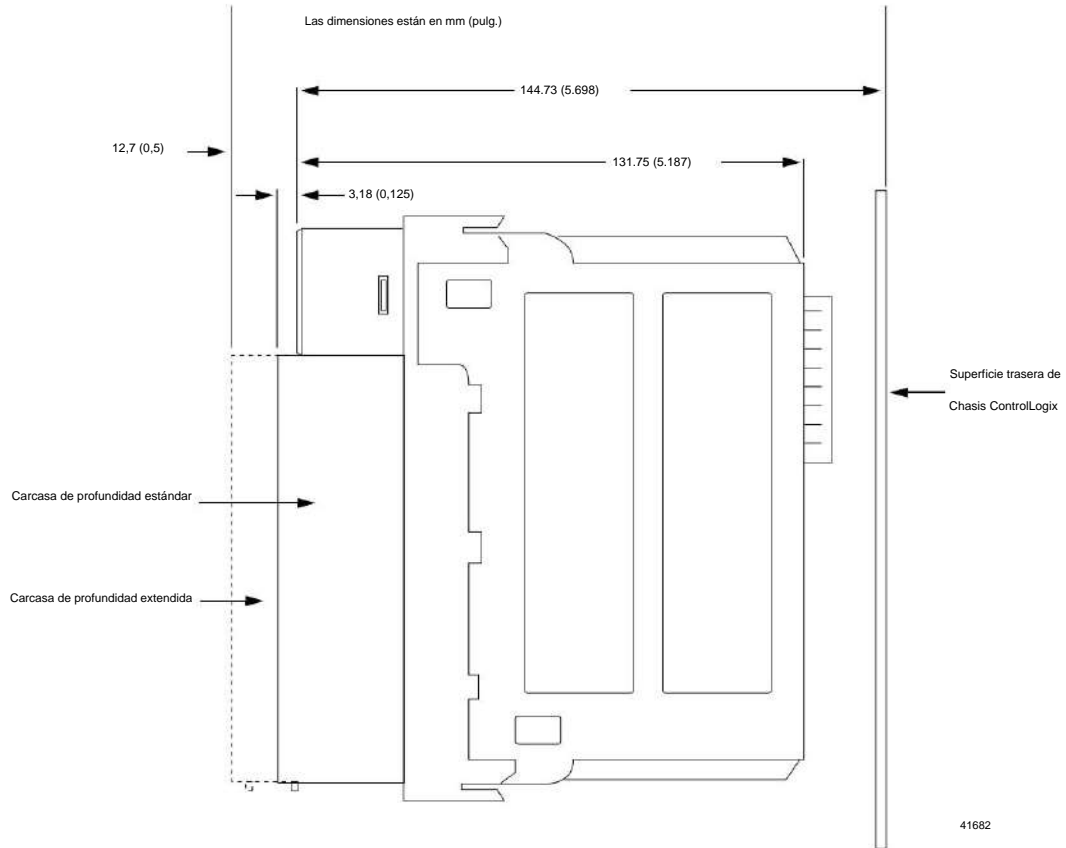 Las dimensiones están en mm (pulg.)
144.73 (5.698)
12,7 (0,5)
131.75 (5.187)
3,18 (0,125)
Superficie trasera de
Chasis ControlLogix
Carcasa de profundidad estándar
Carcasa de profundidad extendida
41682